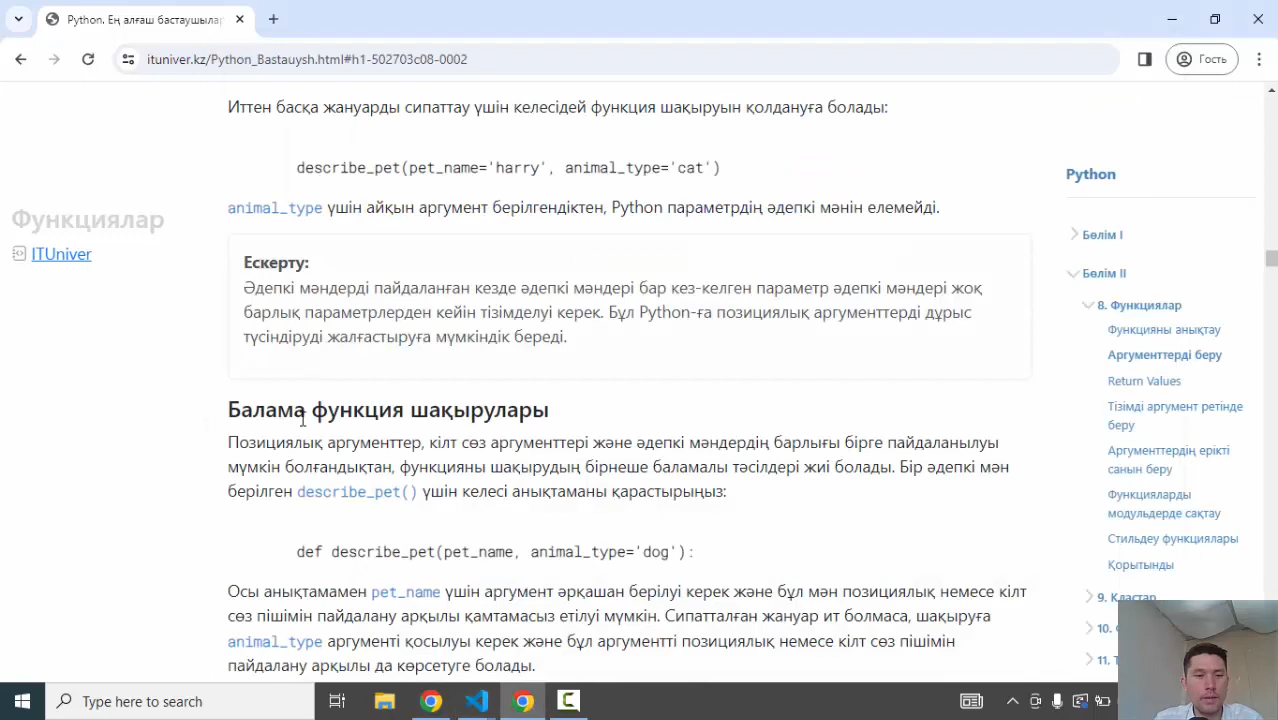 Python. Ең алғаш бастаушылар
ituniver.kz/Python_Bastauysh.html#h1-502703c08-0002
Гость
Иттен басқа жануарды сипаттау үшін келесідей функция шақыруын қолдануға болады:
describe_pet(pet_name='harry', animal_type='cat')
animal_type үшін айқын аргумент берілгендіктен, Python параметрдің әдепкі мәнін елемейді.
Функциялар
ITUniver
Ескерту:
Әдепкі мәндерді пайдаланған кезде әдепкі мәндері бар кез-келген параметр әдепкі мәндері жоқ
барлық параметрлерден кейін тізімделуі керек. Бұл Python-ға позициялық аргументтерді дұрыс
түсіндіруді жалғастыруға мүмкіндік береді.
Балама функция шақырулары
Позициялық аргументтер, кілт сөз аргументтері және әдепкі мәндердің барлығы бірге пайдаланылуы
мүмкін болғандықтан, функцияны шақырудың бірнеше баламалы тәсілдері жиі болады. Бір әдепкі мән
берілген describe_pet() үшін келесі анықтаманы қарастырыңыз:
def describe_pet(pet_name, animal_type='dog'):
Осы анықтамамен pet_name үшін аргумент әрқашан берілуі керек және бұл мән позициялық немесе кілт
сөз пішімін пайдалану арқылы қамтамасыз етілуі мүмкін. Сипатталған жануар ит болмаса, шақыруға
animal_type аргументі қосылуы керек және бұл аргументті позициялық немесе кілт сөз пішімін
пайдалану арқылы да көрсетуге болады.
Python
Бөлім I
Бөлім II
8. Функциялар
Функцияны анықтау
Аргументтерді беру
Return Values
Тізімді аргумент ретінде
беру
Аргументтердің ерікті
санын беру
Функцияларды
модульдерде сақтау
Стильдеу функциялары
Қорытынды
9. Кластар
10.
11.
Type here to search